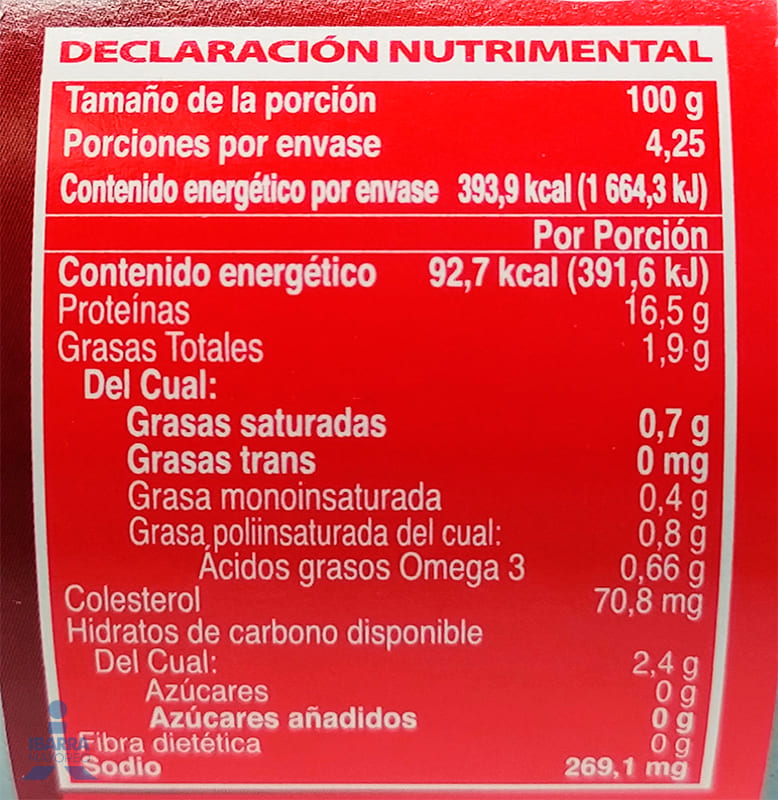 DECLARACIÓN NUTRIMENTAL
Tamaño de la porción 100 g
Porciones por envase 4,25
Contenido energético por envase 393,9 kcal (1 664,3 kJ)
Por Porción
Contenido energético 92,7 kcal (391,6 kJ)
Proteínas 16,5 g
Grasas Totales 1,9 g
Del Cual:
Grasas saturadas 0,7 g
Grasas trans 0 mg
Grasa monoinsaturada 0,4 g
Grasa poliinsaturada del cual: 0,8 g
Ácidos grasos Omega 3 0,66 g
Colesterol 70,8 mg
Hidratos de carbono disponible
Del Cual: 2,4 g
Azúcares 0 g
Azúcares añadidos 0 g
Fibra dietética 0 g
Sodio 269,1 mg
IBARRA
MAYOREO